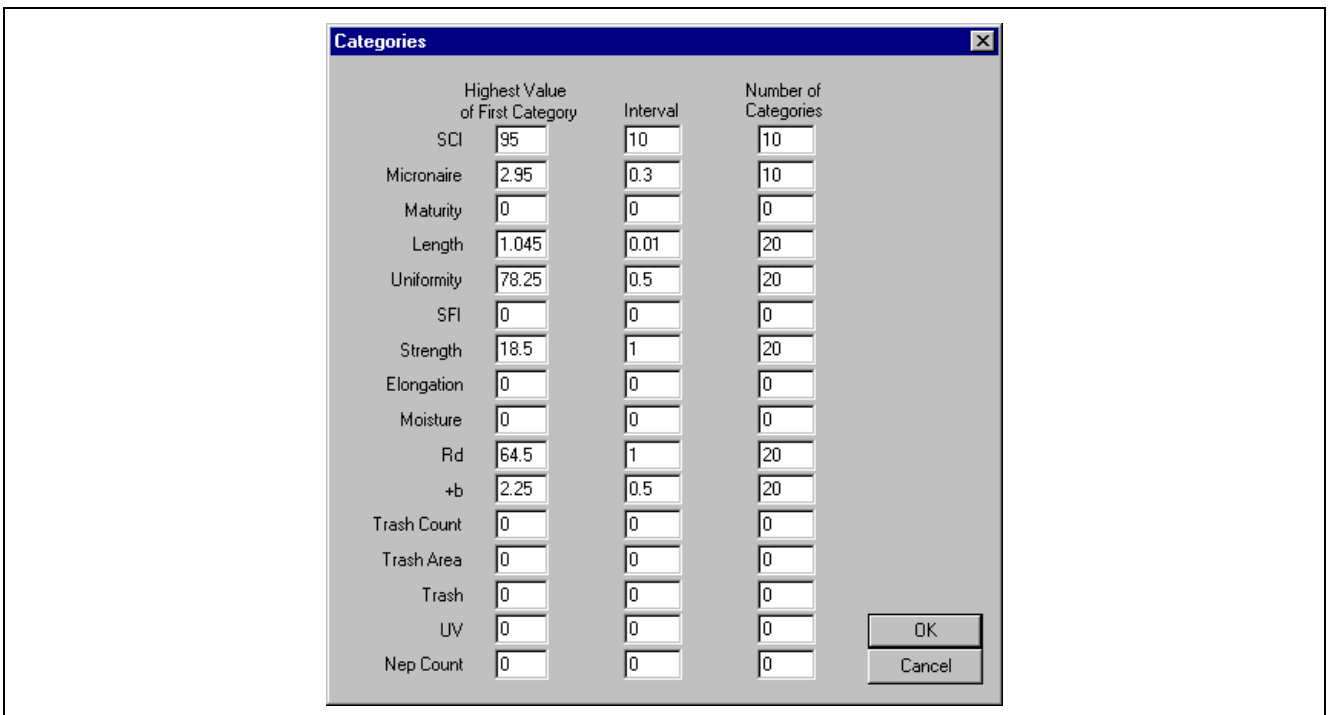 Categories
Highest Value
of First Category Interval Number of
Categories
SCI 95 10 10
Micronaire 2.95 0.3 10
Maturity 0 0 0
Length 1.045 0.01 20
Uniformity 78.25 0.5 20
SFI 0 0 0
Strength 18.5 1 20
Elongation 0 0 0
Moisture 0 0 0
Rd 64.5 1 20
+b 2.25 0.5 20
Trash Count 0 0 0
Trash Area 0 0 0
Trash 0 0 0
UV 0 0 0
OK
Nep Count 0 0 0
Cancel